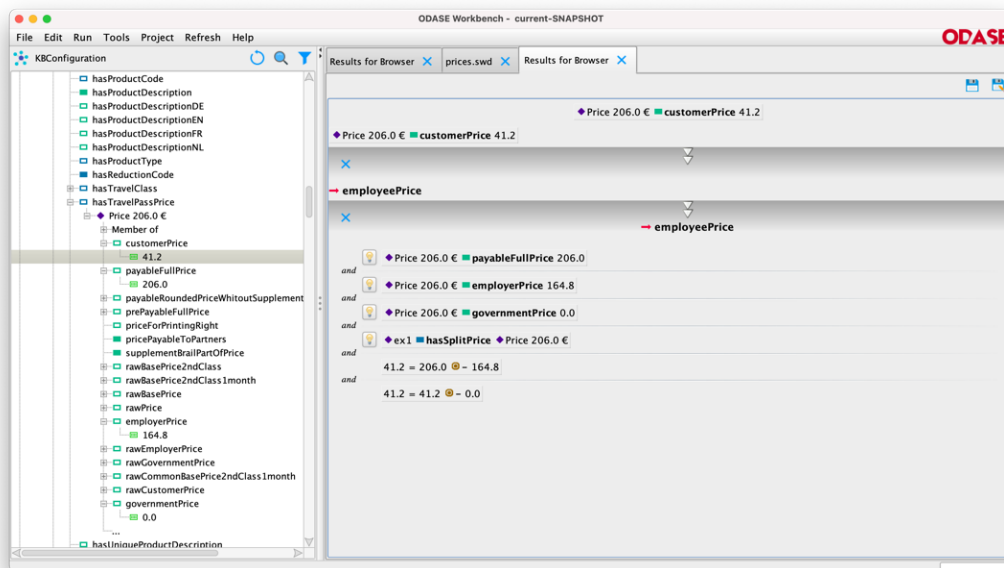 ODASE Workbench - current-SNAPSHOT
File Edit Run Tools Project Refresh Help
ODASE
KBConfiguration
hasProductCode
hasProductDescription
hasProductDescriptionDE
hasProductDescriptionEN
hasProductDescriptionFR
hasProductDescriptionNL
hasProductType
hasReductionCode
hasTravelClass
hasTravelPassPrice
Price 206.0 €
Member of
customerPrice
41.2
payableFullPrice
206.0
payableRoundedPriceWhitoutSupplement
prePayableFullPrice
priceForPrintingRight
pricePayableToPartners
supplementBrailPartOfPrice
rawBasePrice2ndClass
rawBasePrice2ndClass1month
rawBasePrice
rawPrice
employerPrice
164.8
rawEmployerPrice
rawGovernmentPrice
rawCommonBasePrice2ndClass1month
rawCustomerPrice
governmentPrice
0.0
...
hasUniqueProductDescription
Results for Browser
prices.swd
Results for Browser
Price 206.0 € customerPrice 41.2
Price 206.0 € customerPrice 41.2
employeePrice
employeePrice
Price 206.0 € payableFullPrice 206.0
and
Price 206.0 € employerPrice 164.8
and
Price 206.0 € governmentPrice 0.0
and
ex1 hasSplitPrice Price 206.0 €
and
41.2 = 206.0 - 164.8
and
41.2 = 41.2 - 0.0